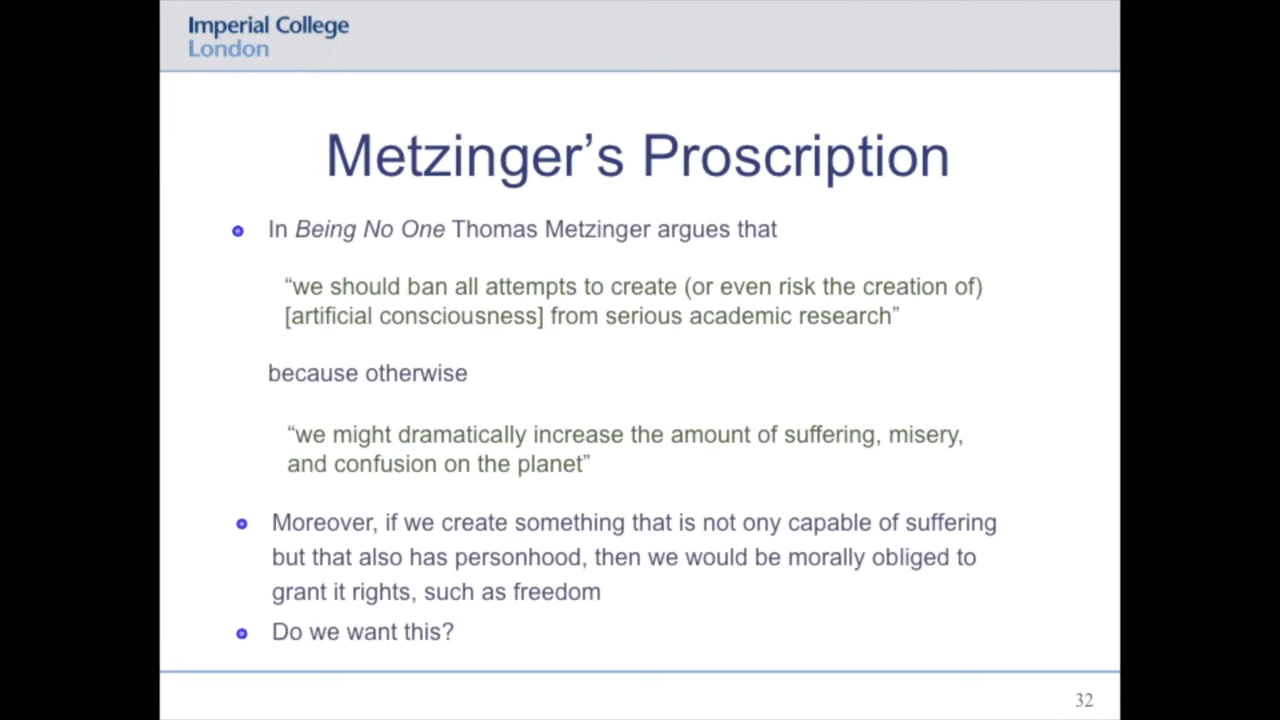 Imperial College
London
Metzinger’s Proscription
In Being No One Thomas Metzinger argues that
“we should ban all attempts to create (or even risk the creation of)
[artificial consciousness] from serious academic research”
because otherwise
“we might dramatically increase the amount of suffering, misery,
and confusion on the planet”
Moreover, if we create something that is not ony capable of suffering
but that also has personhood, then we would be morally obliged to
grant it rights, such as freedom
Do we want this?
32